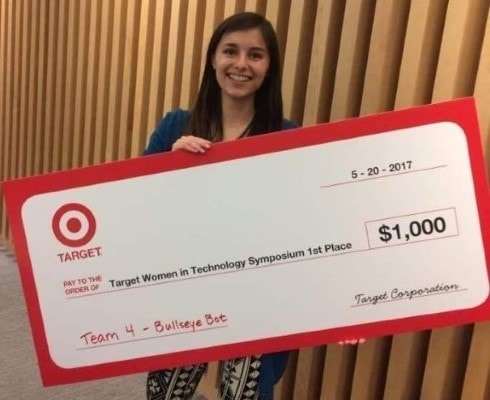 5 - 20 - 2017
TARGET
PAY TO THE
ORDER OF
Target Women in Technology Symposium 1st Place
$1,000
Team 4 - Bullseye Bot
Target Corporation